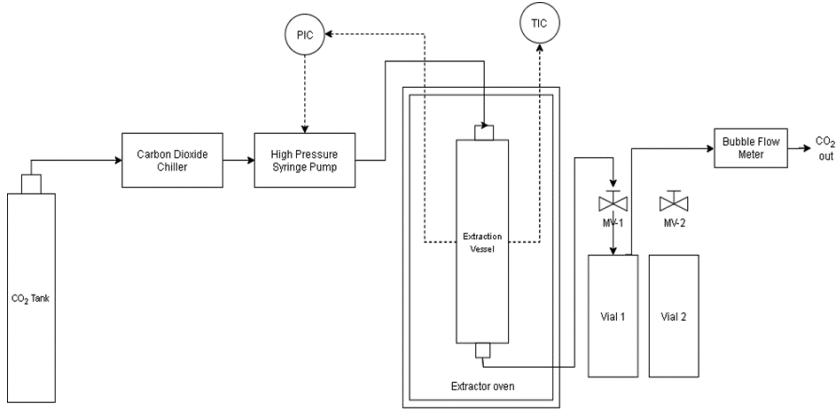 PIC
TIC
Carbon Dioxide
Chiller
High Pressure
Syringe Pump
Bubble Flow
Meter
CO2
out
MV-1
MV-2
Extraction
Vessel
CO2 Tank
Vial 1
Vial 2
Extractor oven